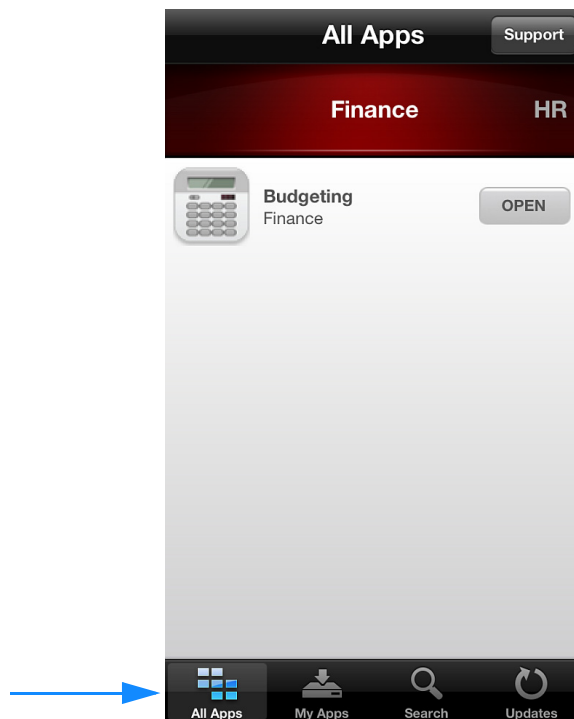 All Apps
Support
Finance
HR
Budgeting
Finance
OPEN
All Apps
My Apps
Search
Updates